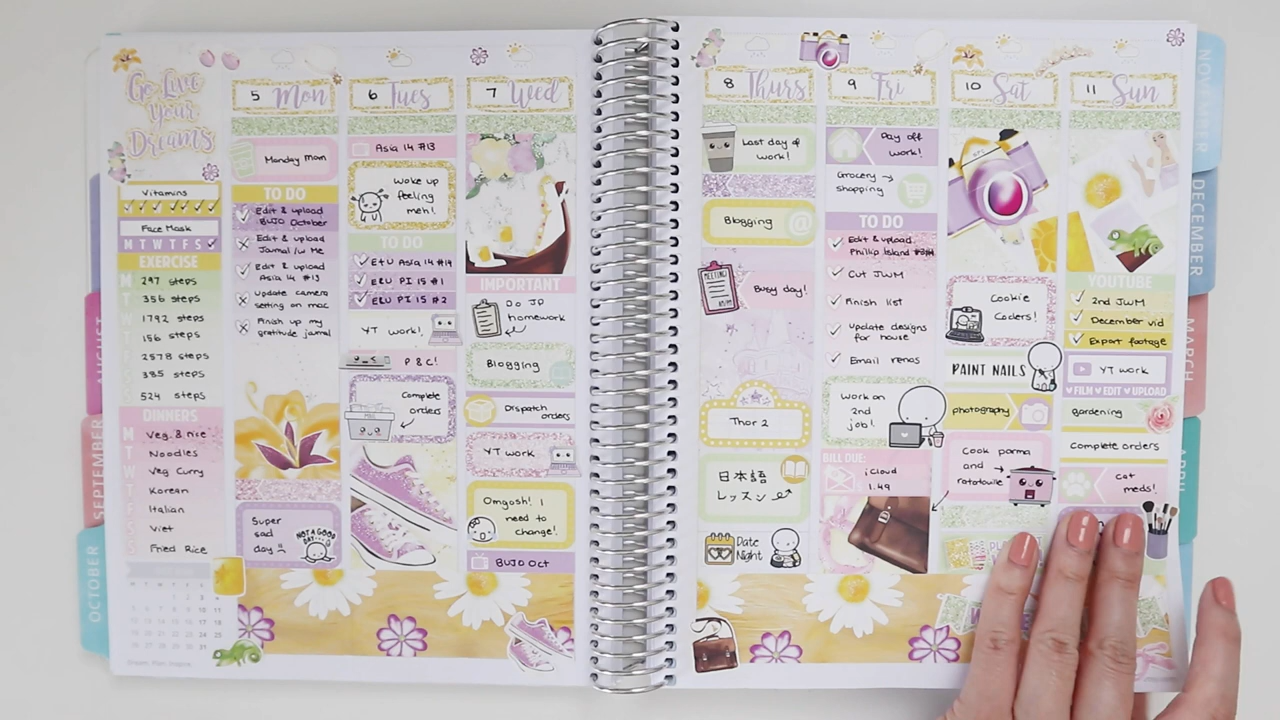 Go Live
Your
Dreams
Vitamins
Face Mask
M T W T F S
EXERCISE
M 297 steps
T 356 steps
1792 steps
156 steps
2578 steps
385 steps
524 steps
DINNERS
M Veg & rice
T Noodles
W Veg Curry
T Korean
F Italian
S Viet
S Fried Rice
5 Mon
Monday moan
TO DO
Edit & upload
BUJO October
Edit & upload
Journal w Me
Edit & upload
Asia 14 #13
Update camera
setting on mac
Finish up my
gratitude journal
Super
sad
day
NOT A GOOD
DAY
6 Tues
Asia 14 #13
Woke up
feeling
meh!
TO DO
E+U Asia 14 #14
E&U PI 15 #1
E&U PI 15 #2
YT work!
P & C!
Complete
orders
7 Wed
IMPORTANT
Do JP
homework
Blogging
Dispatch
orders
YT work
Omgosh! I
need to
change!
BUJO Oct
8 Thurs
Last day of
work!
Blogging
@
MEETING
Busy day!
Thor 2
日本語
レッスン
Date
Night
9 Fri
Day off
work!
Grocery
shopping
TO DO
Edit & upload
Phillip Island
Cut JWM
Finish list
Update designs
for house
Email renos
Work on
2nd
job!
BILL DUE:
iCloud
1.49
10 Sat
Cookie
Coders!
PAINT NAILS
photography
Cook parma
and
ratatouille
11 Sun
YOUTUBE
2nd JWM
December vid
Export footage
YT work
FILM EDIT UPLOAD
Gardening
Complete orders
Cat
meds!
AUGUST
SEPTEMBER
OCTOBER
NOVEMBER
DECEMBER
MARCH
APRIL